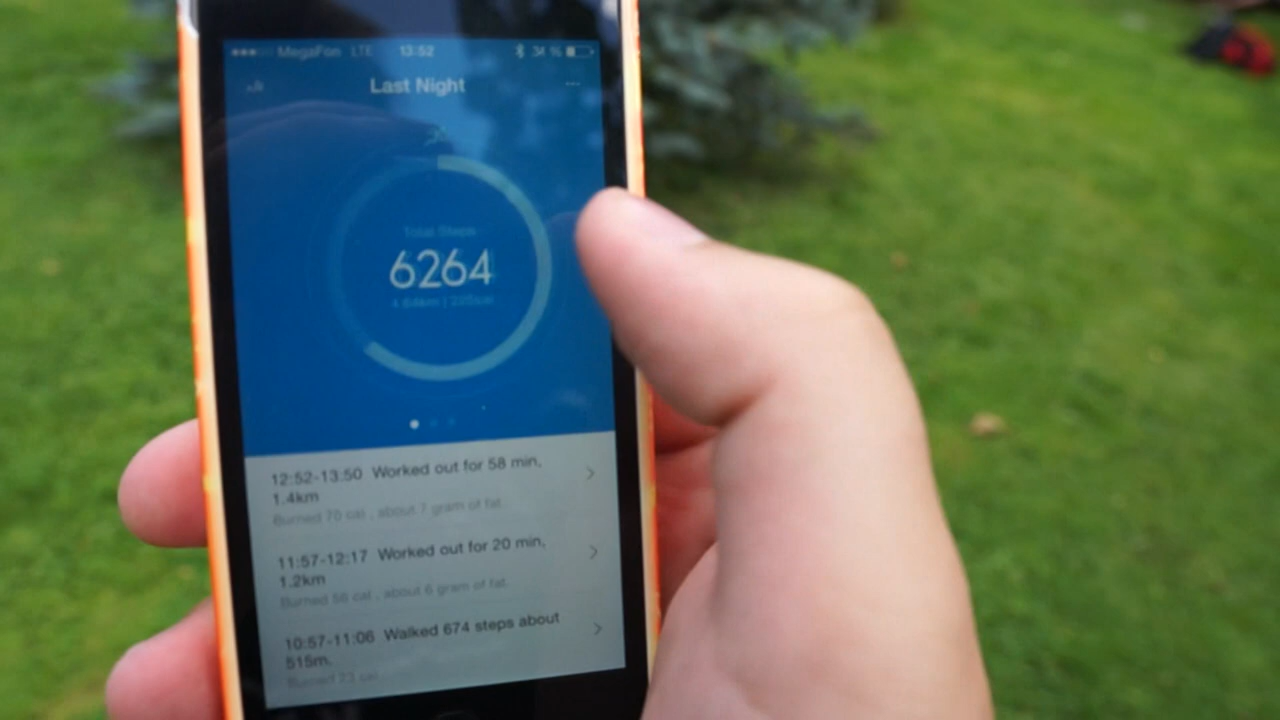 MegaFon LTE 13:52 34 %
Last Night
Total Steps
6264
12:52-13:50 Worked out for 58 min,
1.4km
Burned 70 cal , about 7 gram of fat.
11:57-12:17 Worked out for 20 min,
1.2km
Burned 56 cal , about 6 gram of fat.
10:57-11:06 Walked 674 steps about
515m.
Burned 23 cal